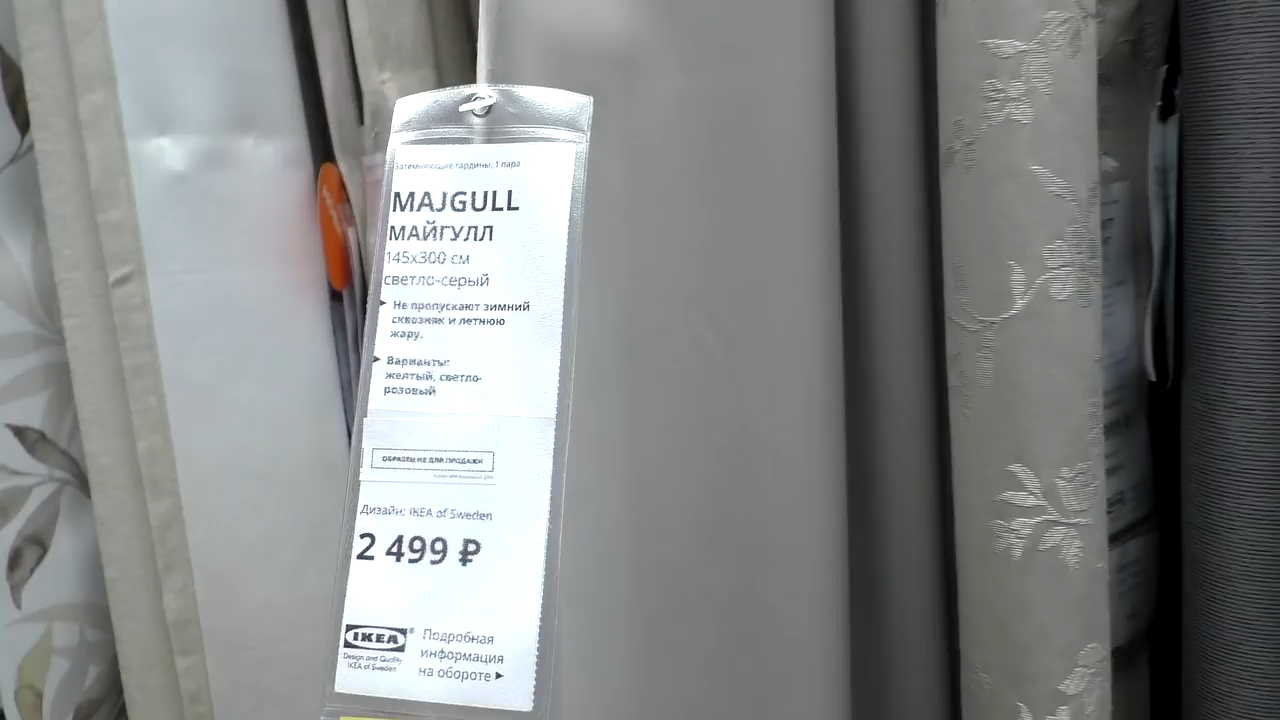 Затемняющие гардины, 1 пара
MAJGULL
МАЙГУЛЛ
145x300 см
светло-серый
Не пропускают зимний
сквозняк и летнюю
жару.
Варианты:
желтый, светло-
розовый
ОБРАЗЕЦ НЕ ДЛЯ ПРОДАЖИ
Дизайн: IKEA of Sweden
2 499 ₽
IKEA®
Design and Quality
IKEA of Sweden
Подробная
информация
на обороте